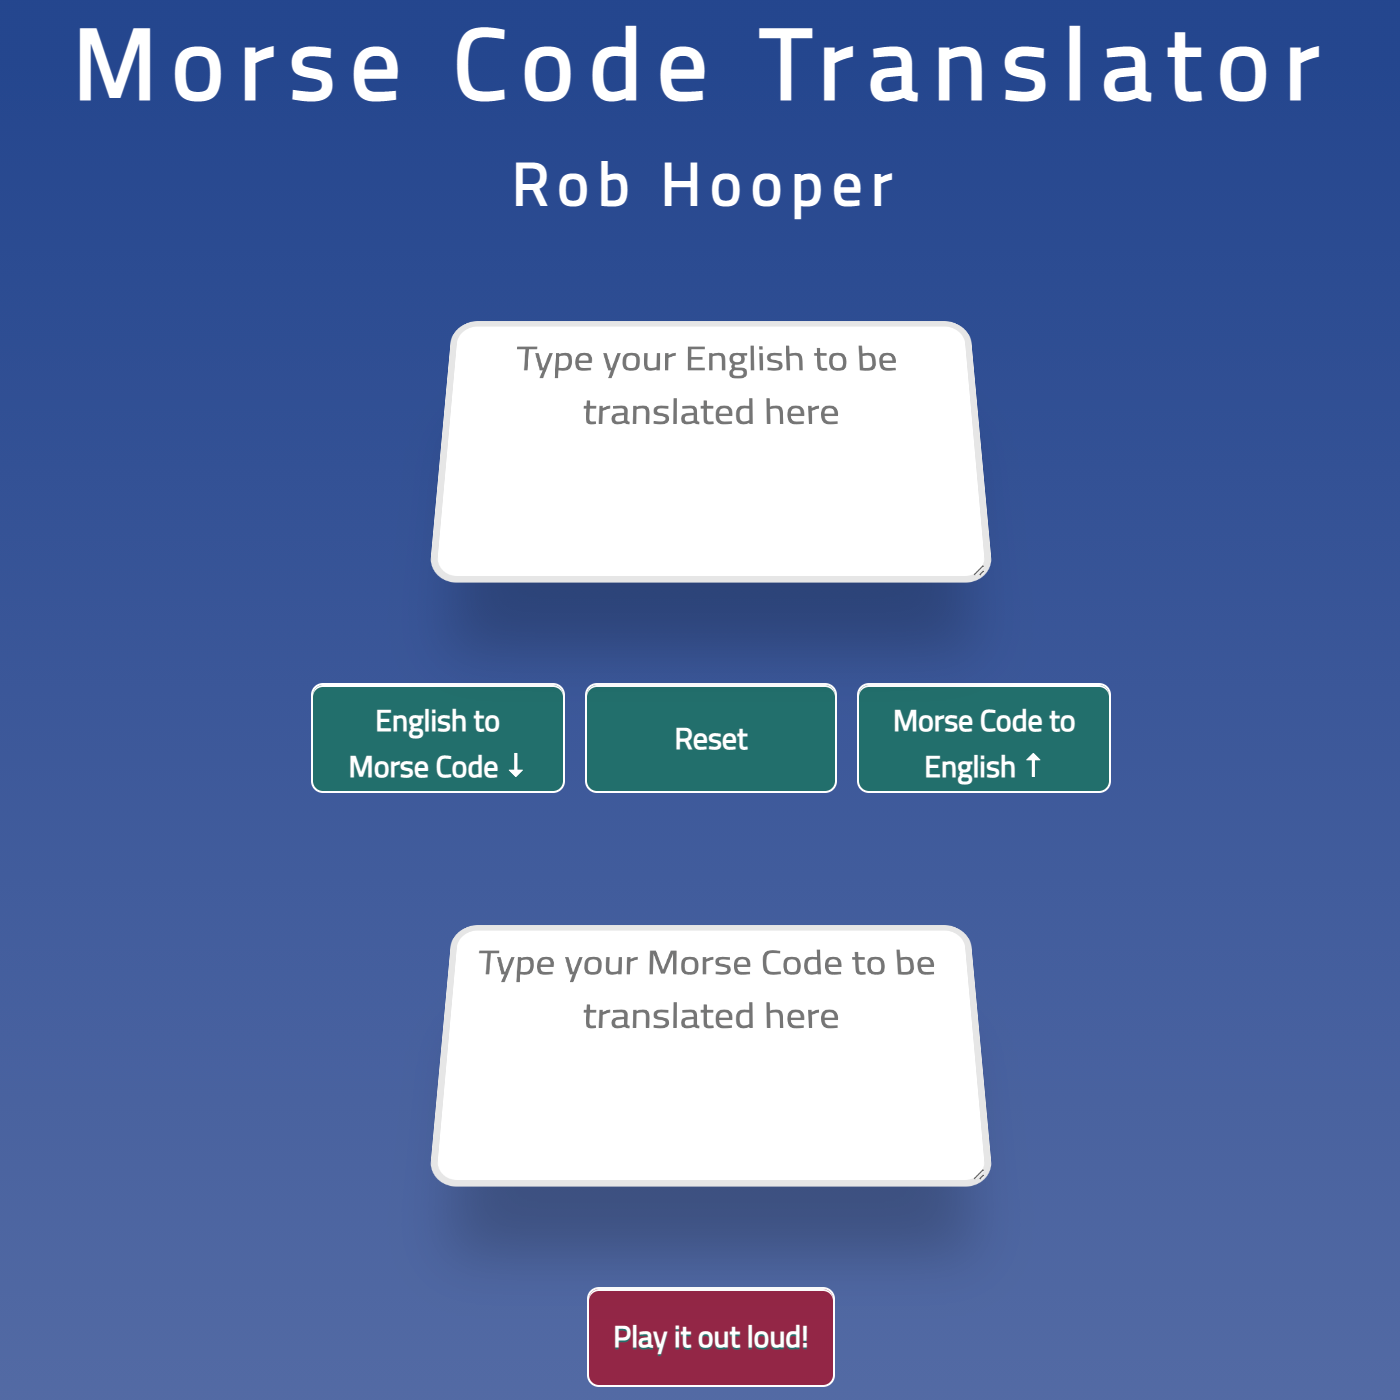 Morse Code Translator
Rob Hooper
Type your English to be
translated here
English to
Morse Code ↓
Reset
Morse Code to
English ↑
Type your Morse Code to be
translated here
Play it out loud!